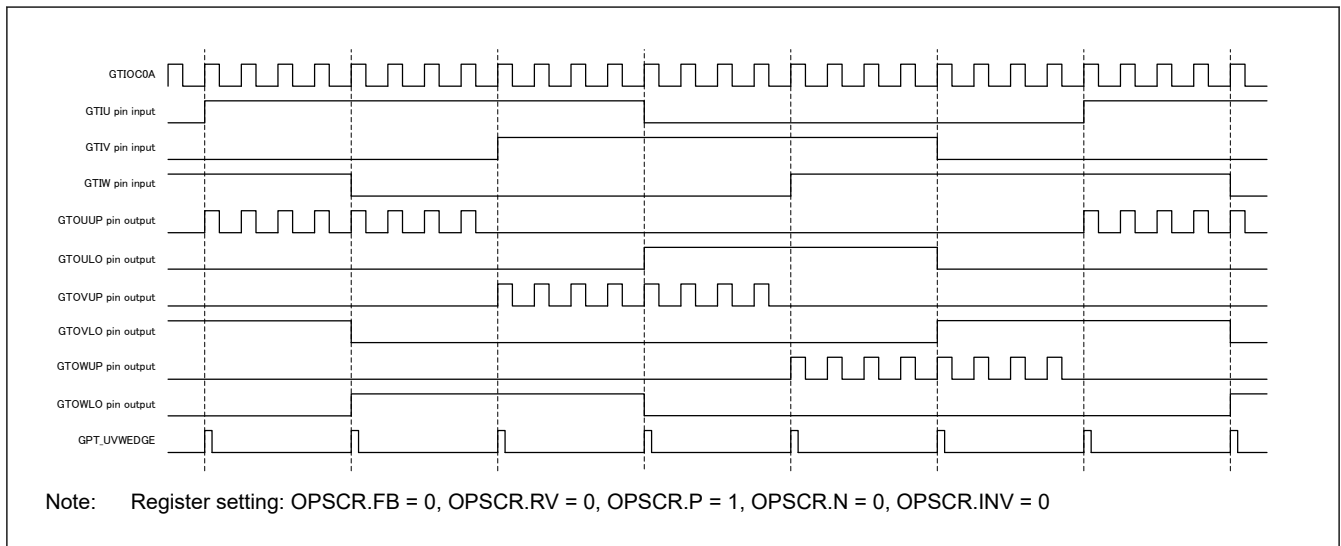 GTIOC0A
GTIU pin input
GTIV pin input
GTIW pin input
GTOUUP pin output
GTOULO pin output
GTOVUP pin output
GTOVLO pin output
GTOWUP pin output
GTOWLO pin output
GPT_UVWEDGE
Note: Register setting: OPSCR.FB = 0, OPSCR.RV = 0, OPSCR.P = 1, OPSCR.N = 0, OPSCR.INV = 0